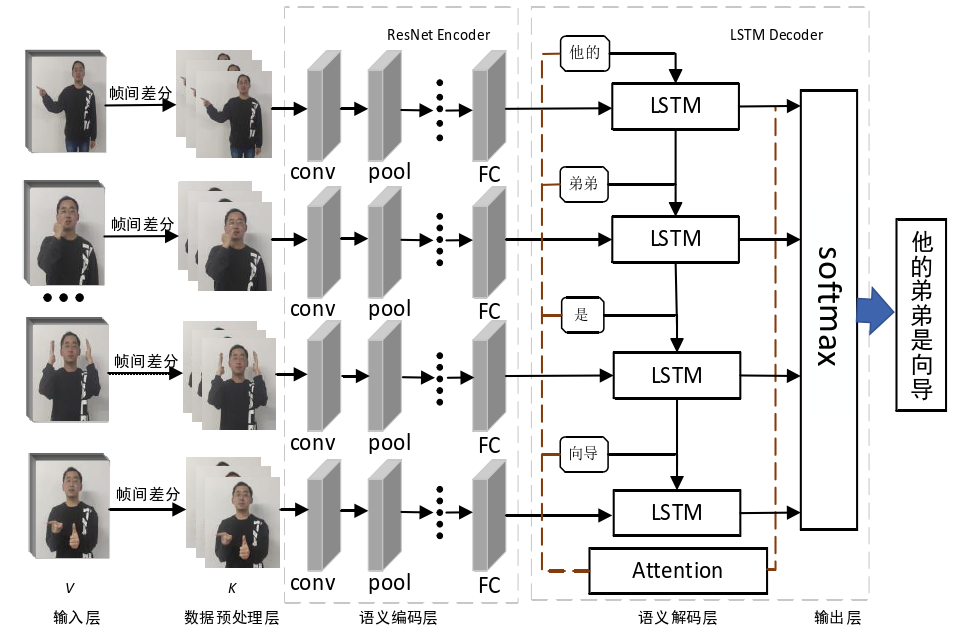 ResNet Encoder
LSTM Decoder
他的
帧间差分
LSTM
conv
pool
FC
弟弟
帧间差分
LSTM
conv
pool
FC
是
帧间差分
LSTM
conv
pool
FC
向导
帧间差分
LSTM
conv
pool
FC
Attention
softmax
他的弟弟是向导
V
K
输入层
数据预处理层
语义编码层
语义解码层
输出层